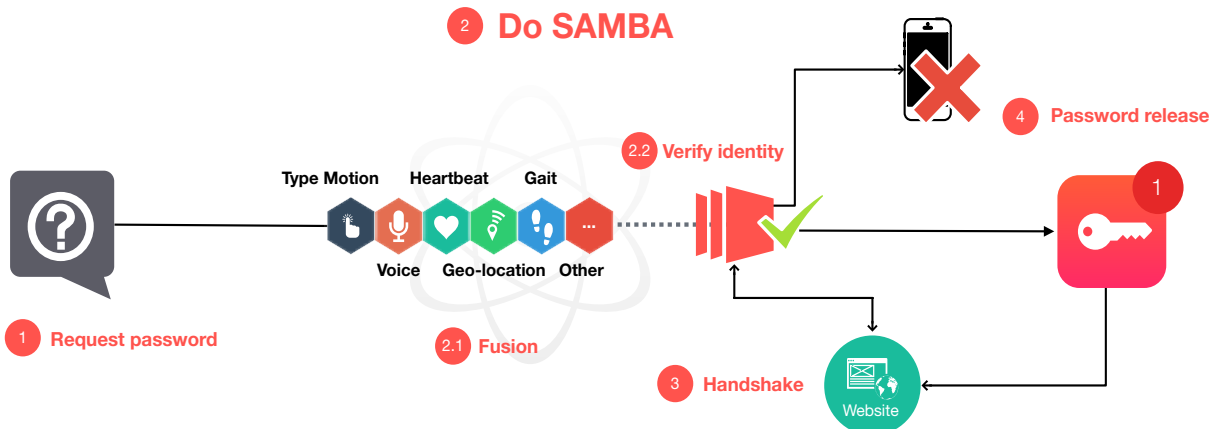 2 Do SAMBA
4 Password release
2.2 Verify identity
Type Motion Heartbeat Gait
1
?
...
Voice Geo-location Other
1 Request password
2.1 Fusion
3 Handshake
Website